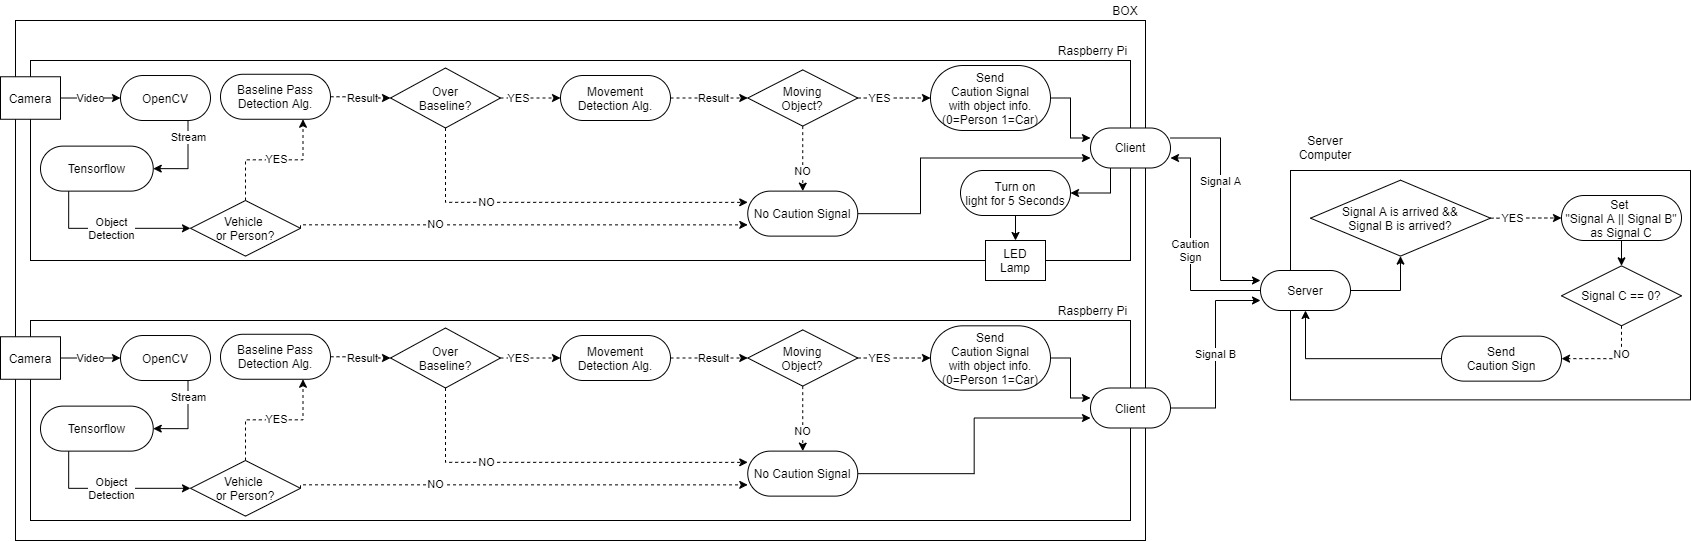 BOX
Raspberry Pi
Camera
Video
OpenCV
Stream
Tensorflow
Object
Detection
Vehicle
or Person?
YES
NO
Baseline Pass
Detection Alg.
Result
Over
Baseline?
YES
NO
Movement
Detection Alg.
Result
Moving
Object?
YES
NO
Send
Caution Signal
with object info.
(0=Person 1=Car)
No Caution Signal
Client
Turn on
light for 5 Seconds
LED
Lamp
Raspberry Pi
Camera
Video
OpenCV
Stream
Tensorflow
Object
Detection
Vehicle
or Person?
YES
NO
Baseline Pass
Detection Alg.
Result
Over
Baseline?
YES
NO
Movement
Detection Alg.
Result
Moving
Object?
YES
NO
Send
Caution Signal
with object info.
(0=Person 1=Car)
No Caution Signal
Client
Signal A
Caution
Sign
Signal B
Server
Computer
Server
Signal A is arrived &&
Signal B is arrived?
YES
Set
"Signal A || Signal B"
as Signal C
Signal C == 0?
NO
Send
Caution Sign